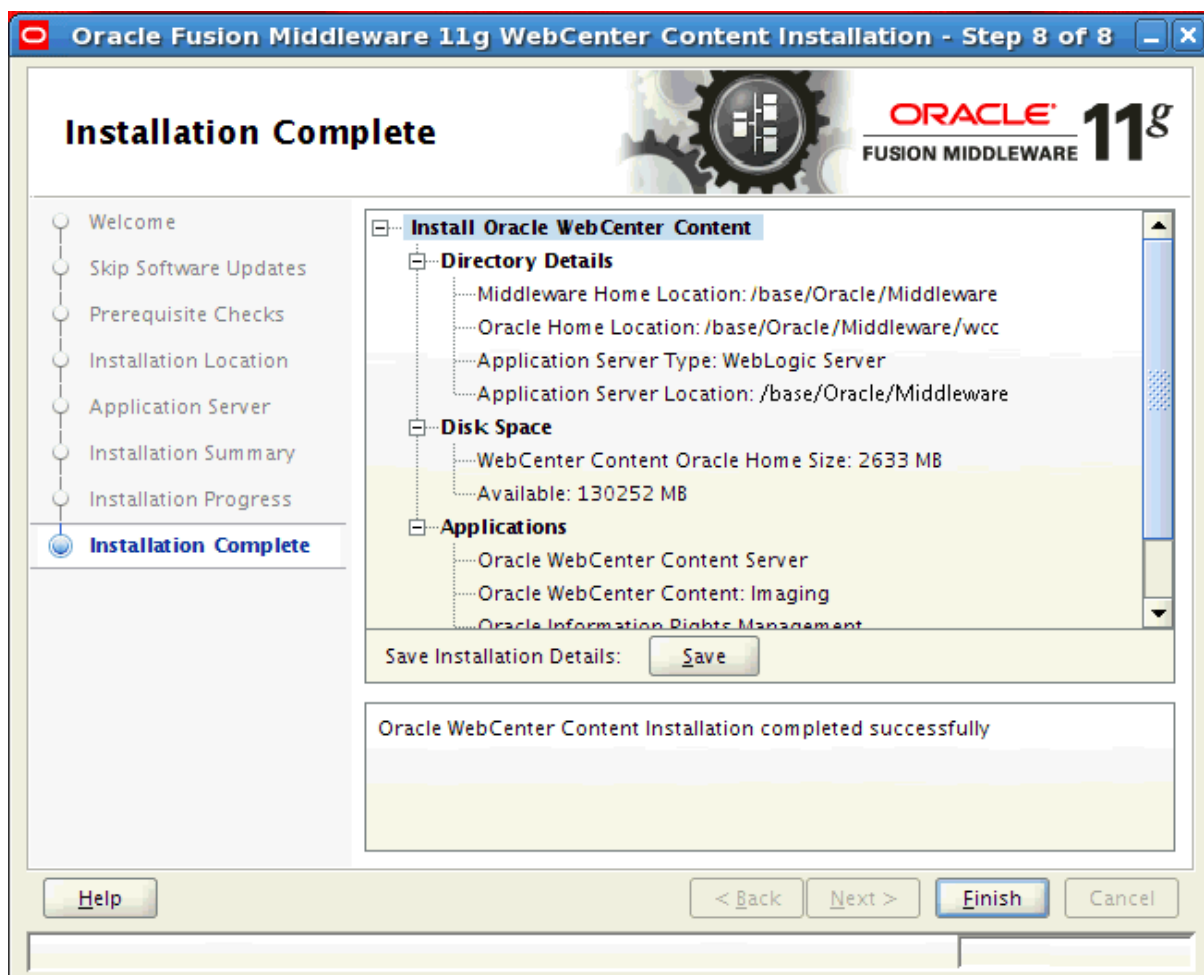 Oracle Fusion Middleware 11g WebCenter Content Installation - Step 8 of 8
Installation Complete
ORACLE
FUSION MIDDLEWARE 11g
Welcome
Skip Software Updates
Prerequisite Checks
Installation Location
Application Server
Installation Summary
Installation Progress
Installation Complete
Install Oracle WebCenter Content
Directory Details
Middleware Home Location: /base/Oracle/Middleware
Oracle Home Location: /base/Oracle/Middleware/wcc
Application Server Type: WebLogic Server
Application Server Location: /base/Oracle/Middleware
Disk Space
WebCenter Content Oracle Home Size: 2633 MB
Available: 130252 MB
Applications
Oracle WebCenter Content Server
Oracle WebCenter Content: Imaging
Oracle Information Rights Management
Save Installation Details: Save
Oracle WebCenter Content Installation completed successfully
Help < Back Next > Finish Cancel